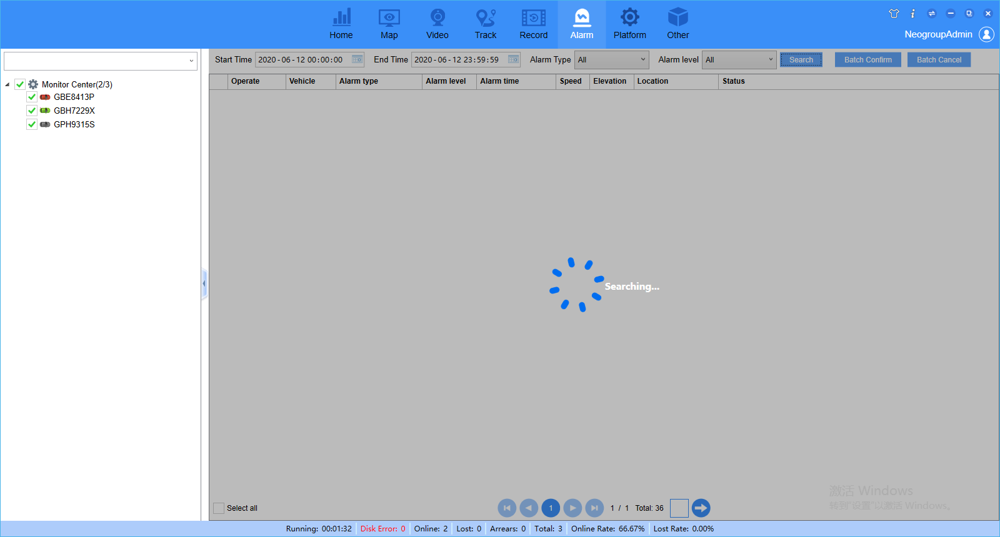 Home Map Video Track Record Alarm Platform Other
i
NeogroupAdmin
Start Time 2020-06-12 00:00:00 End Time 2020-06-12 23:59:59 Alarm Type All Alarm level All Search Batch Confirm Batch Cancel
Operate Vehicle Alarm type Alarm level Alarm time Speed Elevation Location Status
Monitor Center(2/3)
GBE8413P
GBH7229X
GPH9315S
Searching...
激活 Windows
转到"设置"以激活 Windows。
Select all 1 1 / 1 Total: 36
Running: 00:01:32 Disk Error: 0 Online: 2 Lost: 0 Arrears: 0 Total: 3 Online Rate: 66.67% Lost Rate: 0.00%